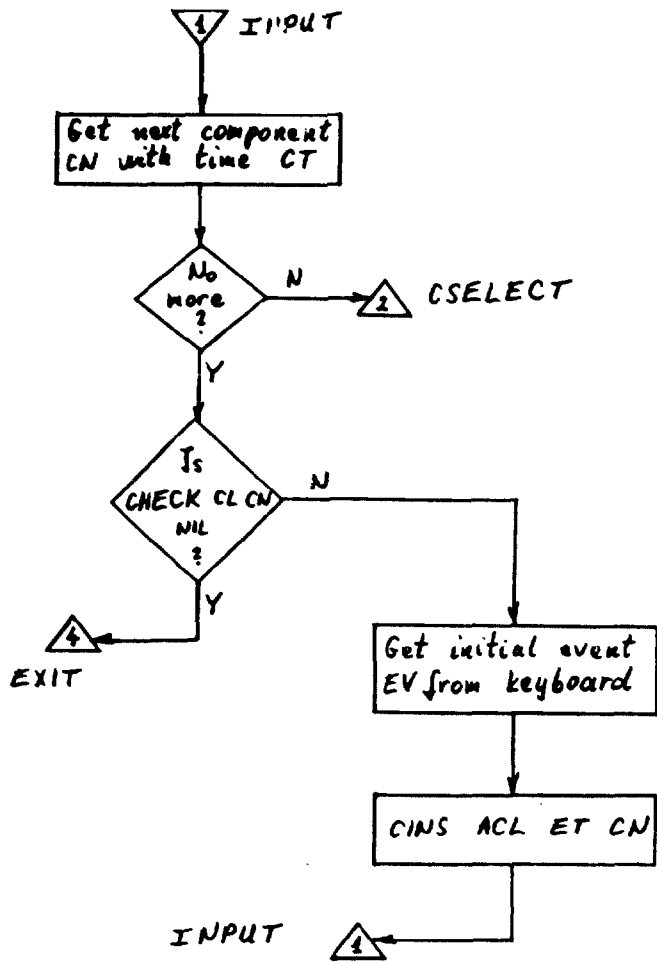 1 INPUT
Get next component
CN with time CT
No
more
?
N
2 CSELECT
Y
Is
CHECK CL CN
NIL
?
N
Y
4
EXIT
Get initial event
EV from keyboard
CINS ACL ET CN
INPUT 1